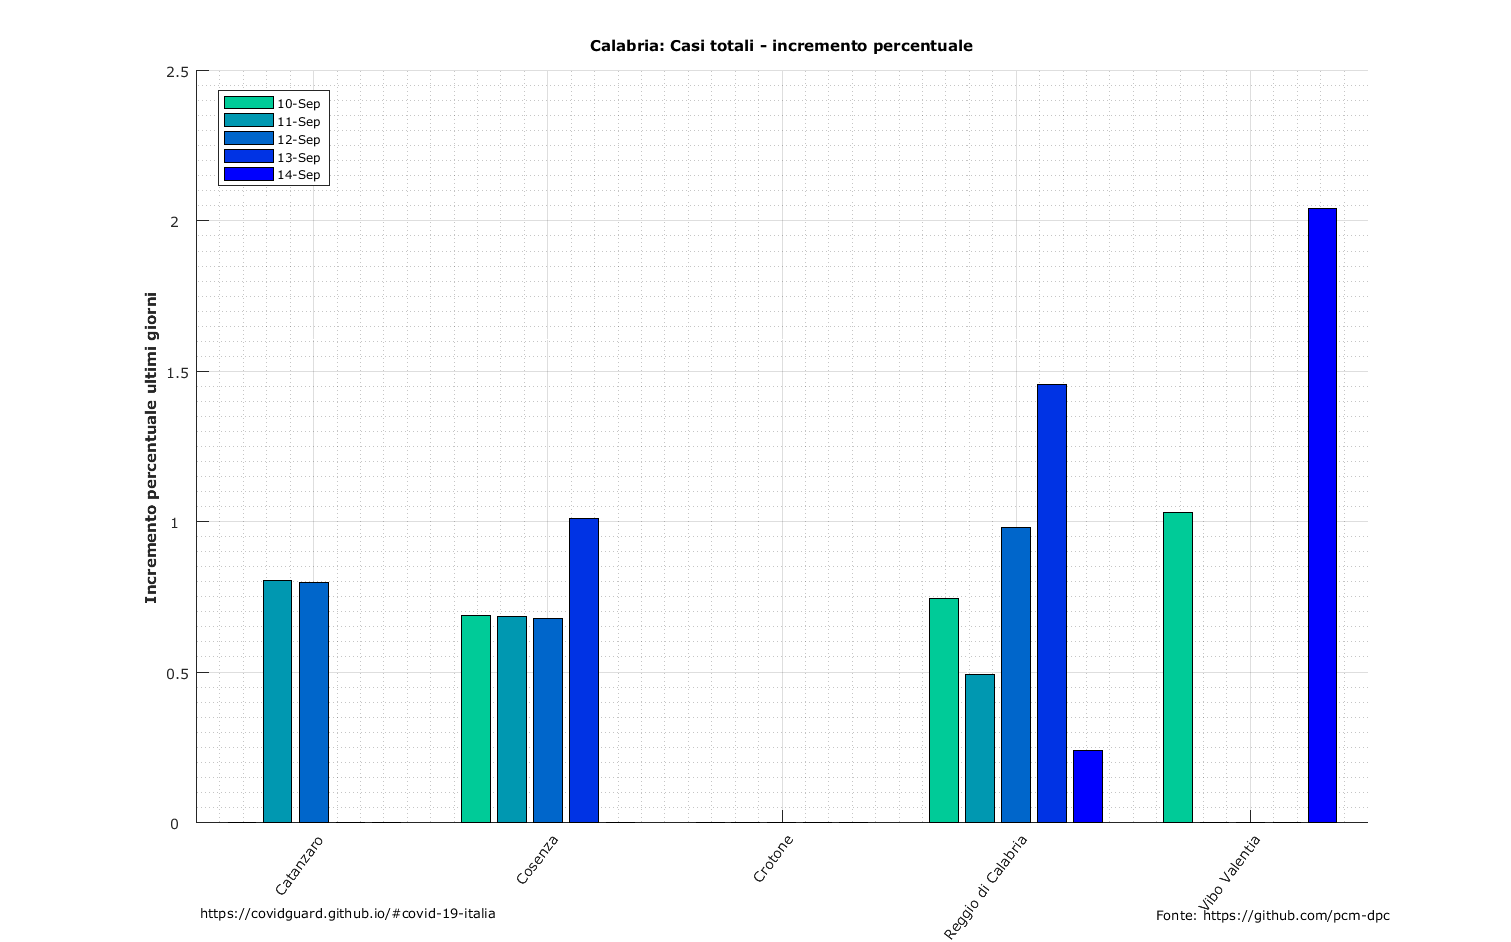 Calabria: Casi totali - incremento percentuale
2.5
2
1.5
1
0.5
0
Incremento percentuale ultimi giorni
10-Sep
11-Sep
12-Sep
13-Sep
14-Sep
Catanzaro
Cosenza
Crotone
Reggio di Calabria
Vibo Valentia
https://covidguard.github.io/#covid-19-italia
Fonte: https://github.com/pcm-dpc